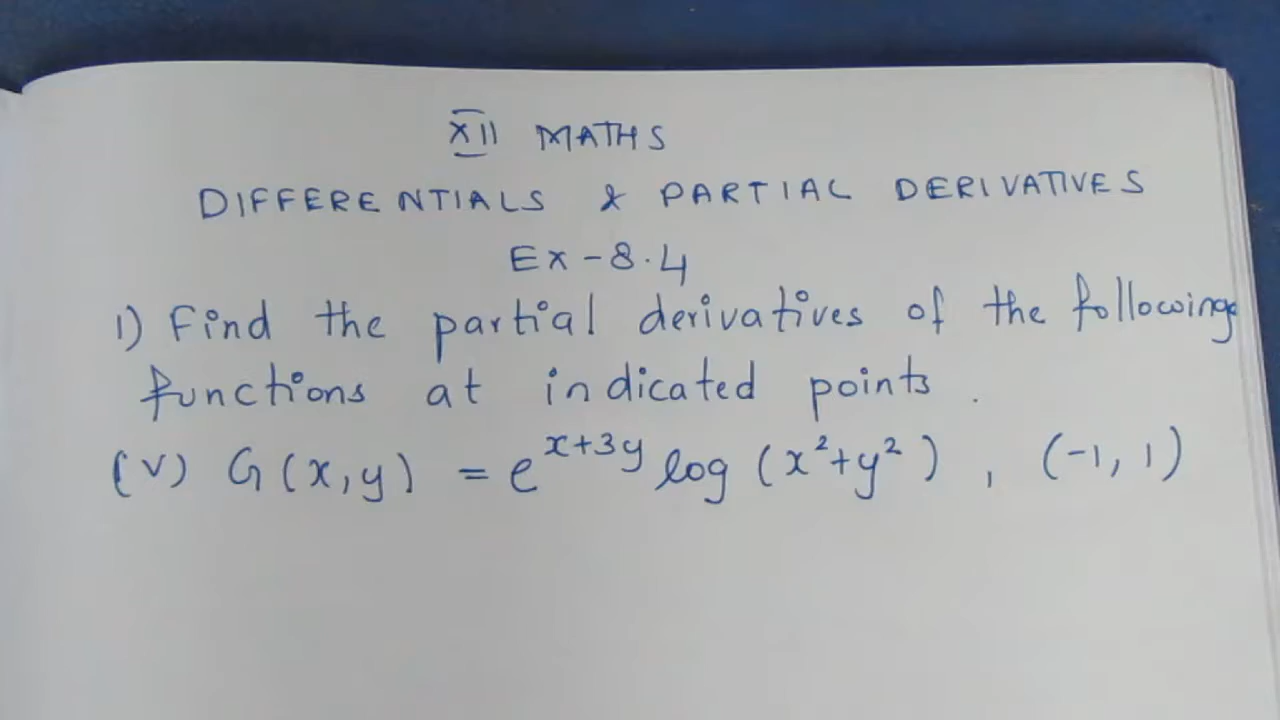 XII MATHS
DIFFERENTIALS & PARTIAL DERIVATIVES
Ex - 8.4
1) Find the partial derivatives of the following
functions at indicated points.
(v) G(x,y) = e^{x+3y} log (x²+y²), (-1, 1)